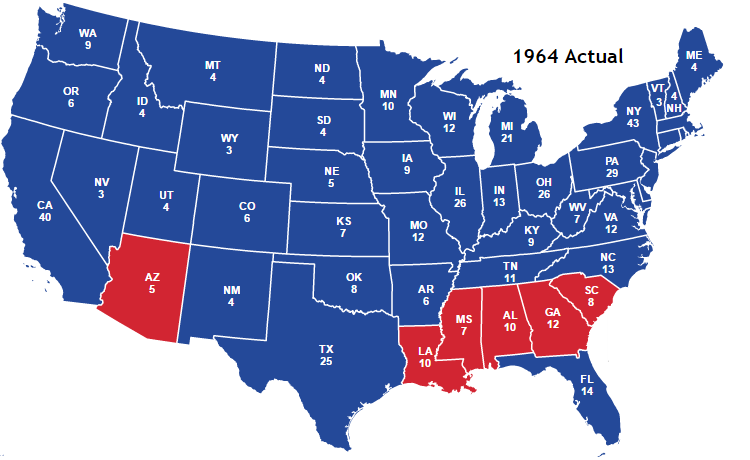 1964 Actual
WA
9
OR
6
ID
4
MT
4
ND
4
MN
10
WI
12
MI
21
ME
4
VT
3
4
NH
NY
43
SD
4
WY
3
NE
5
IA
9
IL
26
IN
13
OH
26
PA
29
WV
7
VA
12
KY
9
NV
3
UT
4
CO
6
KS
7
MO
12
CA
40
AZ
5
NM
4
OK
8
AR
6
TN
11
NC
13
SC
8
TX
25
LA
10
MS
7
AL
10
GA
12
FL
14